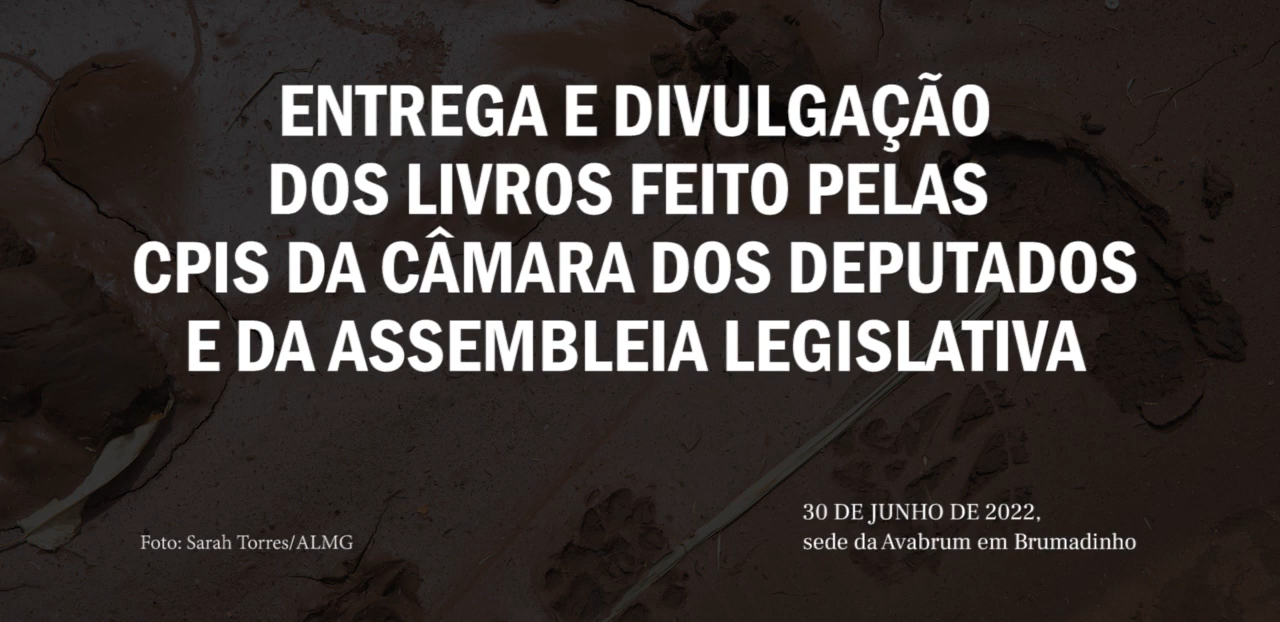 ENTREGA E DIVULGAÇÃO
DOS LIVROS FEITO PELAS
CPIS DA CÂMARA DOS DEPUTADOS
E DA ASSEMBLEIA LEGISLATIVA
30 DE JUNHO DE 2022,
sede da Avabrum em Brumadinho
Foto: Sarah Torres/ALMG